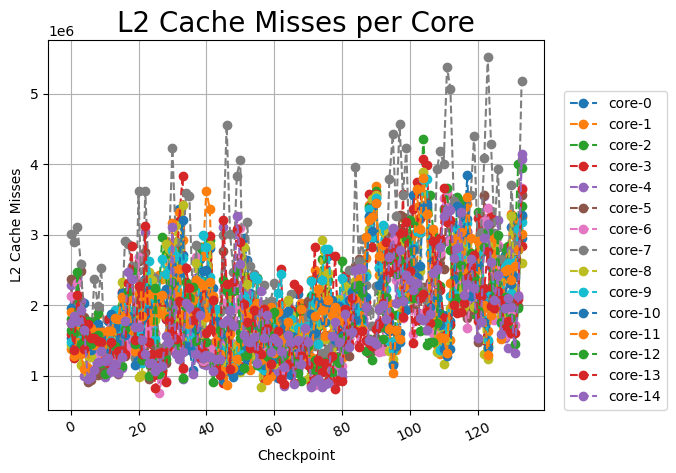 L2 Cache Misses per Core
1e6
5
4
3
2
1
L2 Cache Misses
0
20
40
60
80
100
120
Checkpoint
core-0
core-1
core-2
core-3
core-4
core-5
core-6
core-7
core-8
core-9
core-10
core-11
core-12
core-13
core-14